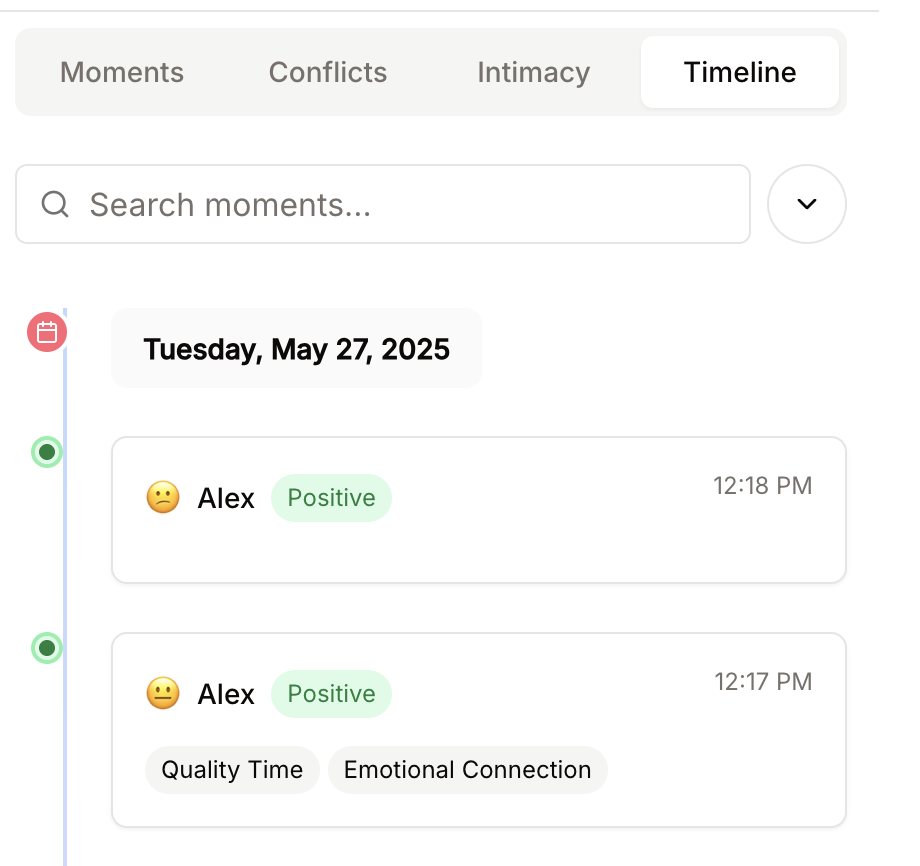 Moments Conflicts Intimacy Timeline
Search moments...
Tuesday, May 27, 2025
Alex Positive 12:18 PM
Alex Positive 12:17 PM
Quality Time Emotional Connection